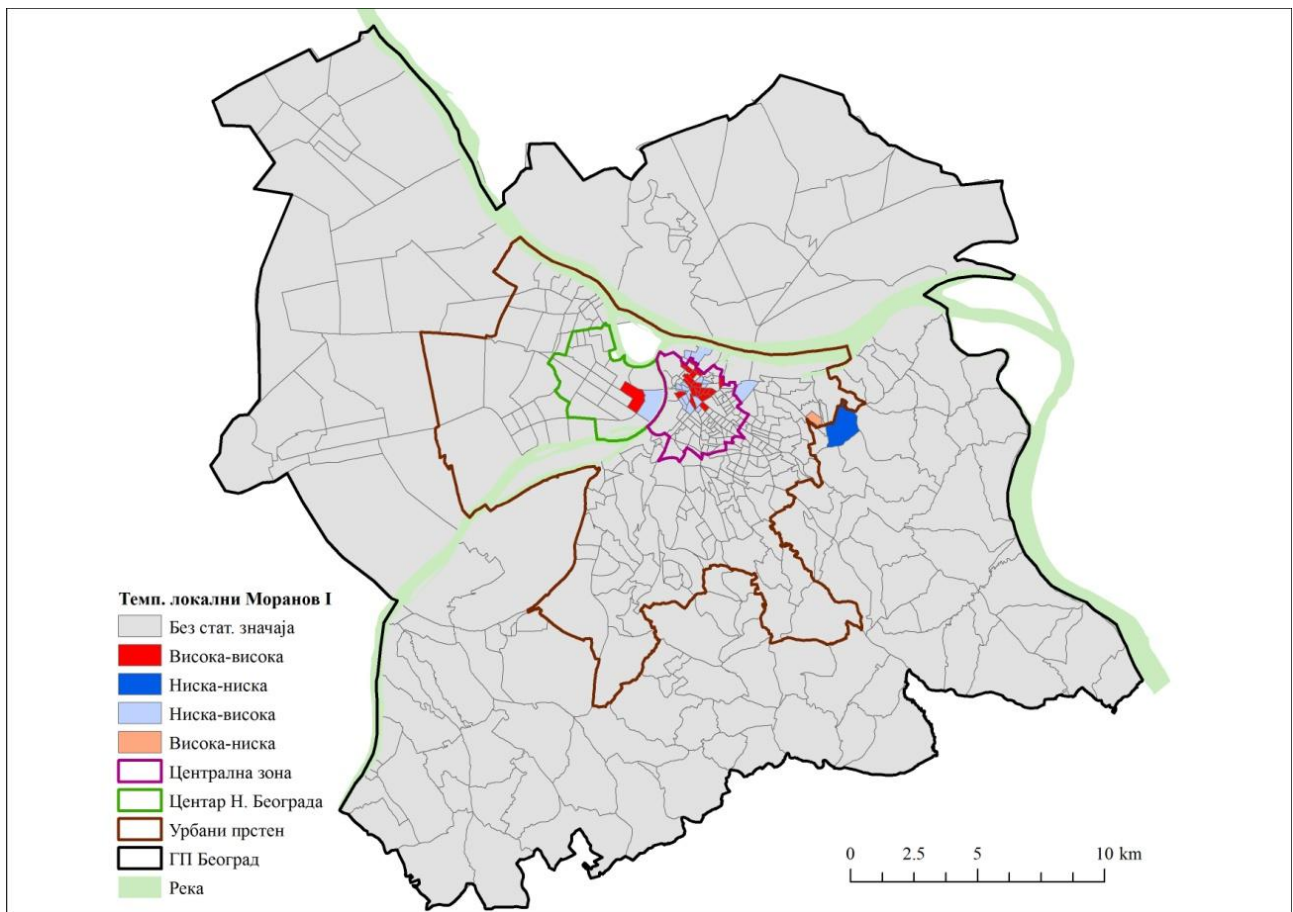 Темп. локални Моранов I
Без стат. значаја
Висока-висока
Ниска-ниска
Ниска-висока
Висока-ниска
Централна зона
Центар Н. Београда
Урбани прстен
ГП Београд
Река
0 2.5 5 10 km